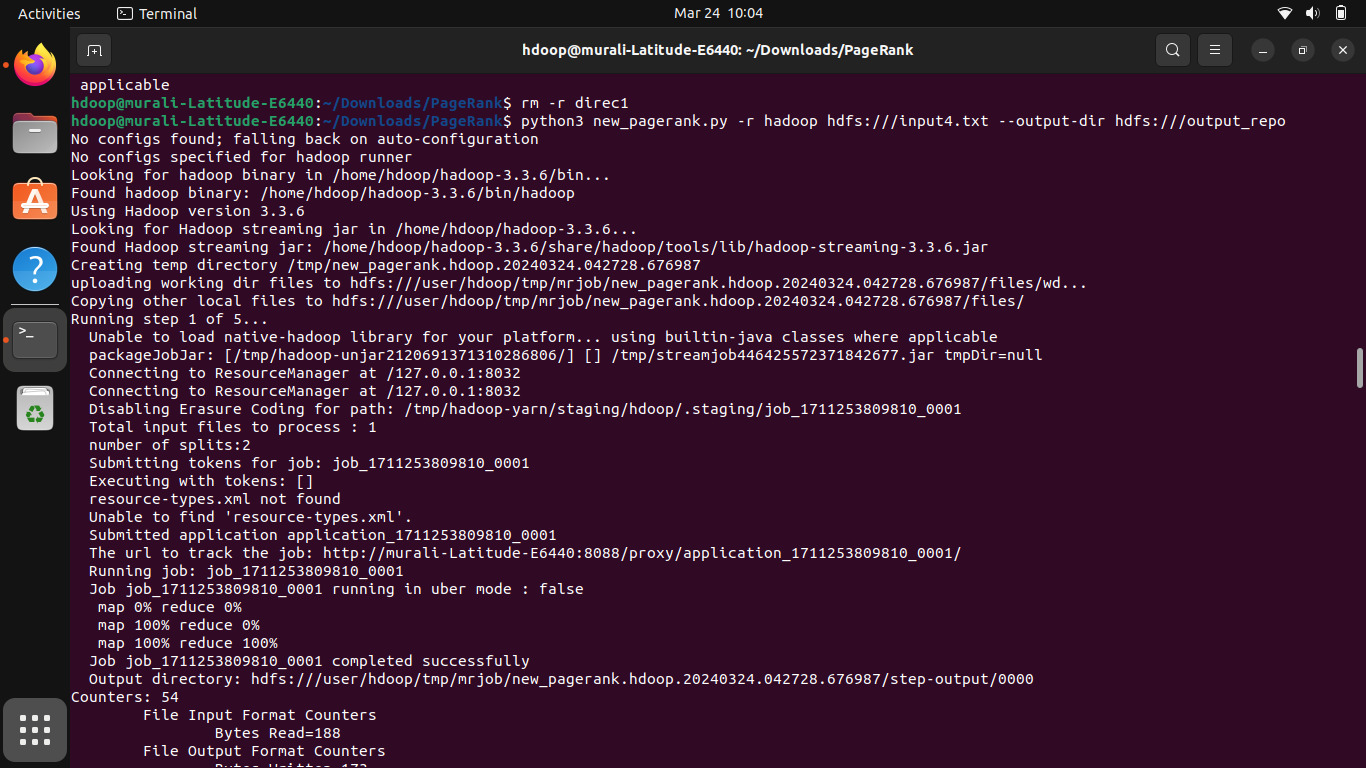 Activities
Terminal
Mar 24 10:04
hdoop@murali-Latitude-E6440: ~/Downloads/PageRank
applicable
hdoop@murali-Latitude-E6440:~/Downloads/PageRank$ rm -r direc1
hdoop@murali-Latitude-E6440:~/Downloads/PageRank$ python3 new_pagerank.py -r hadoop hdfs:///input4.txt --output-dir hdfs:///output_repo
No configs found; falling back on auto-configuration
No configs specified for hadoop runner
Looking for hadoop binary in /home/hdoop/hadoop-3.3.6/bin...
Found hadoop binary: /home/hdoop/hadoop-3.3.6/bin/hadoop
Using Hadoop version 3.3.6
Looking for Hadoop streaming jar in /home/hdoop/hadoop-3.3.6...
Found Hadoop streaming jar: /home/hdoop/hadoop-3.3.6/share/hadoop/tools/lib/hadoop-streaming-3.3.6.jar
Creating temp directory /tmp/new_pagerank.hdoop.20240324.042728.676987
uploading working dir files to hdfs:///user/hdoop/tmp/mrjob/new_pagerank.hdoop.20240324.042728.676987/files/wd...
Copying other local files to hdfs:///user/hdoop/tmp/mrjob/new_pagerank.hdoop.20240324.042728.676987/files/
Running step 1 of 5...
Unable to load native-hadoop library for your platform... using builtin-java classes where applicable
packageJobJar: [/tmp/hadoop-unjar2120691371310286806/] [] /tmp/streamjob446425572371842677.jar tmpDir=null
Connecting to ResourceManager at /127.0.0.1:8032
Connecting to ResourceManager at /127.0.0.1:8032
Disabling Erasure Coding for path: /tmp/hadoop-yarn/staging/hdoop/.staging/job_1711253809810_0001
Total input files to process : 1
number of splits:2
Submitting tokens for job: job_1711253809810_0001
Executing with tokens: []
resource-types.xml not found
Unable to find 'resource-types.xml'.
Submitted application application_1711253809810_0001
The url to track the job: http://murali-Latitude-E6440:8088/proxy/application_1711253809810_0001/
Running job: job_1711253809810_0001
Job job_1711253809810_0001 running in uber mode : false
map 0% reduce 0%
map 100% reduce 0%
map 100% reduce 100%
Job job_1711253809810_0001 completed successfully
Output directory: hdfs:///user/hdoop/tmp/mrjob/new_pagerank.hdoop.20240324.042728.676987/step-output/0000
Counters: 54
File Input Format Counters
Bytes Read=188
File Output Format Counters